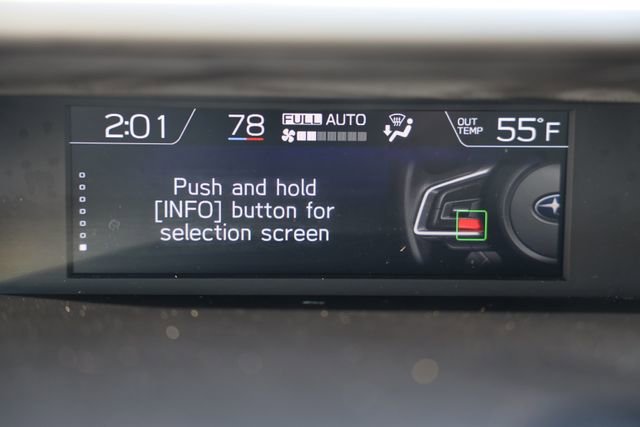 2:01
78
FULL AUTO
OUT
TEMP
55°F
Push and hold
[INFO] button for
selection screen